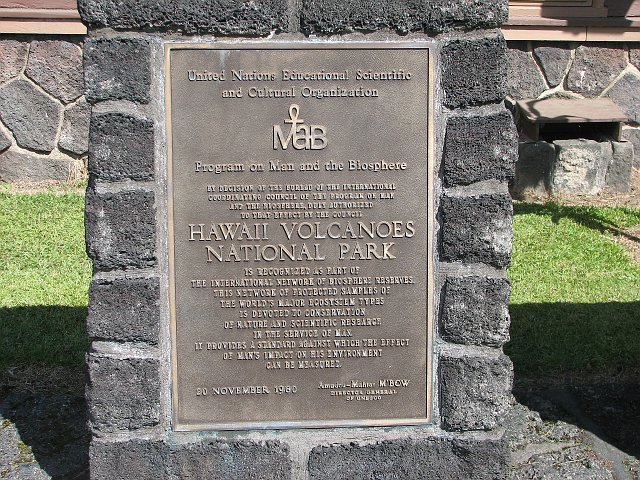 United Nations Educational Scientific
and Cultural Organization
MaB
Program on Man and the Biosphere
BY DECISION OF THE BUREAU OF THE INTERNATIONAL
COORDINATING COUNCIL OF THE PROGRAM OF MAN
AND THE BIOSPHERE, DULY AUTHORIZED
TO THAT EFFECT BY THE COUNCIL
HAWAII VOLCANOES
NATIONAL PARK
IS RECOGNIZED AS PART OF
THE INTERNATIONAL NETWORK OF BIOSPHERE RESERVES.
THIS NETWORK OF PROTECTED SAMPLES OF
THE WORLD'S MAJOR ECOSYSTEM TYPES
IS DEVOTED TO CONSERVATION
OF NATURE AND SCIENTIFIC RESEARCH
IN THE SERVICE OF MAN.
IT PROVIDES A STANDARD AGAINST WHICH THE EFFECT
OF MAN'S IMPACT ON HIS ENVIRONMENT
CAN BE MEASURED.
30 NOVEMBER 1980
Amadou-Mahtar M'BOW
DIRECTOR GENERAL
OF UNESCO